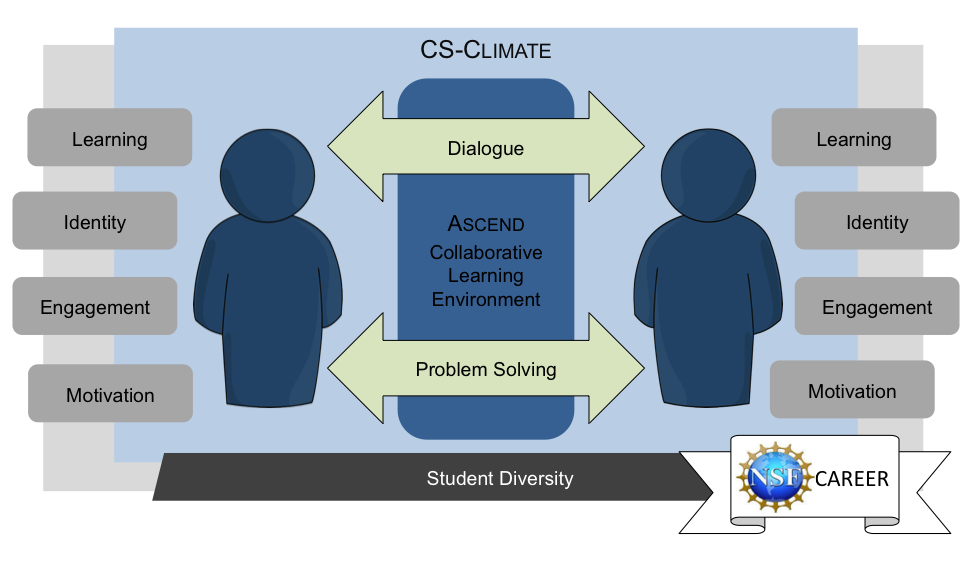 CS-CLIMATE
Learning
Identity
Engagement
Motivation
Dialogue
ASCEND
Collaborative
Learning
Environment
Problem Solving
Learning
Identity
Engagement
Motivation
Student Diversity
NSF CAREER